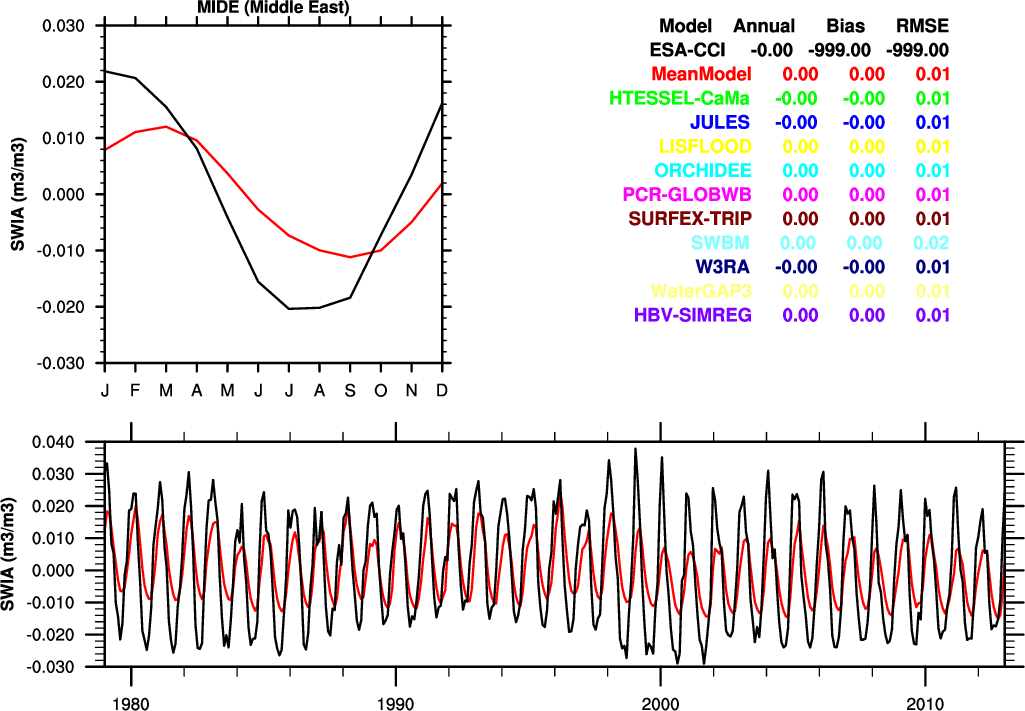 MIDE (Middle East)
0.030
0.020
0.010
0.000
-0.010
-0.020
-0.030
SWIA (m3/m3)
J F M A M J J A S O N D
Model Annual Bias RMSE
ESA-CCI -0.00 -999.00 -999.00
MeanModel 0.00 0.00 0.01
HTESSEL-CaMa -0.00 -0.00 0.01
JULES -0.00 -0.00 0.01
LISFLOOD 0.00 0.00 0.01
ORCHIDEE 0.00 0.00 0.01
PCR-GLOBWB 0.00 0.00 0.01
SURFEX-TRIP 0.00 0.00 0.01
SWBM 0.00 0.00 0.02
W3RA -0.00 -0.00 0.01
WaterGAP3 0.00 0.00 0.01
HBV-SIMREG 0.00 0.00 0.01
0.040
0.030
0.020
0.010
0.000
-0.010
-0.020
-0.030
SWIA (m3/m3)
1980 1990 2000 2010